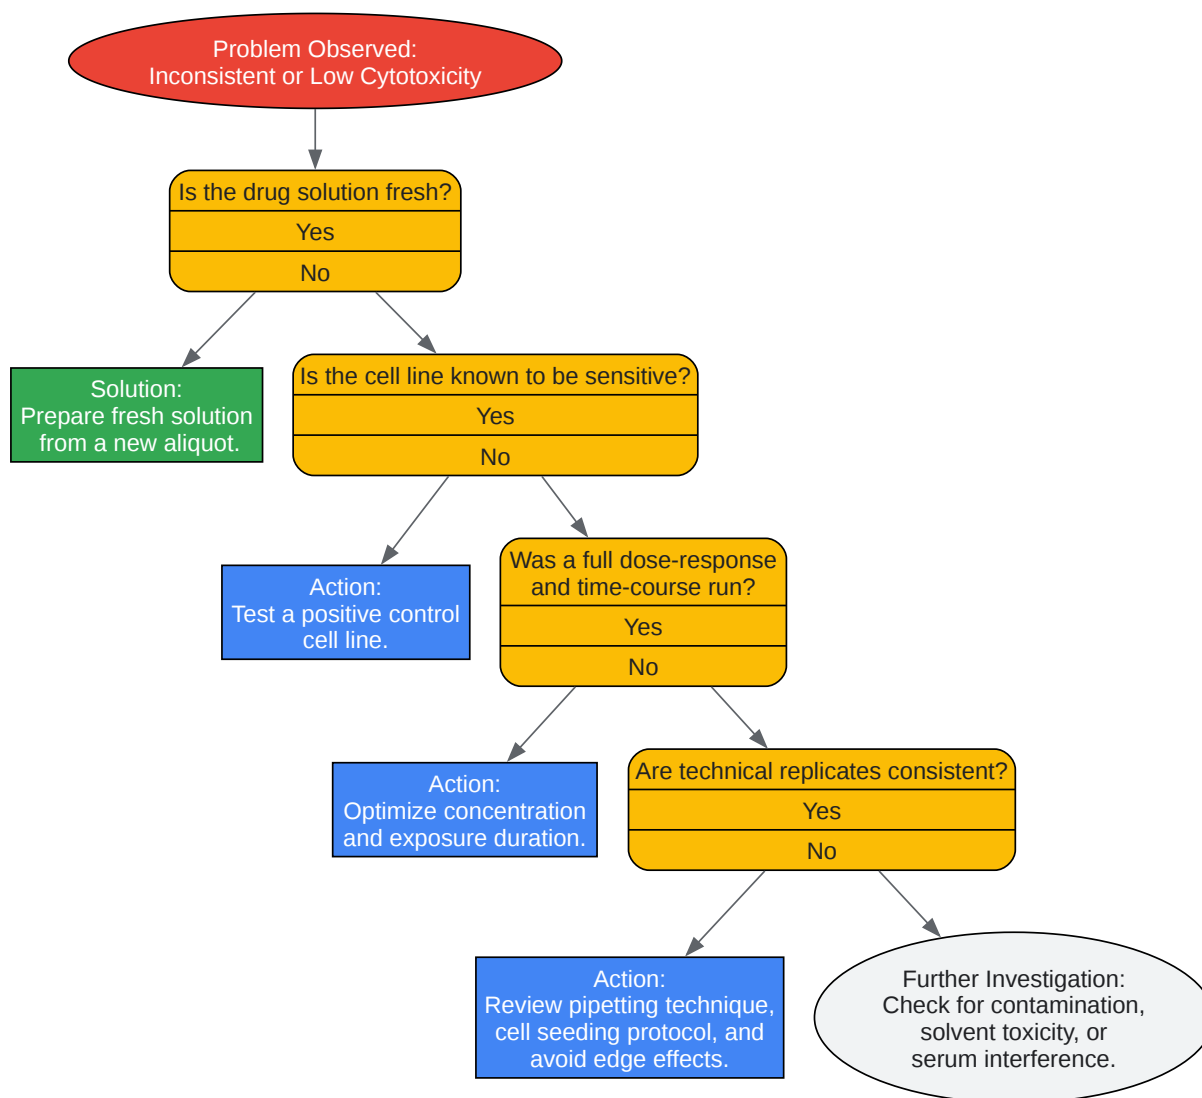 Problem Observed:
Inconsistent or Low Cytotoxicity
Is the drug solution fresh?
Yes
No
Solution:
Prepare fresh solution
from a new aliquot.
Is the cell line known to be sensitive?
Yes
No
Action:
Test a positive control
cell line.
Was a full dose-response
and time-course run?
Yes
No
Action:
Optimize concentration
and exposure duration.
Are technical replicates consistent?
Yes
No
Action:
Review pipetting technique,
cell seeding protocol, and
avoid edge effects.
Further Investigation:
Check for contamination,
solvent toxicity, or
serum interference.